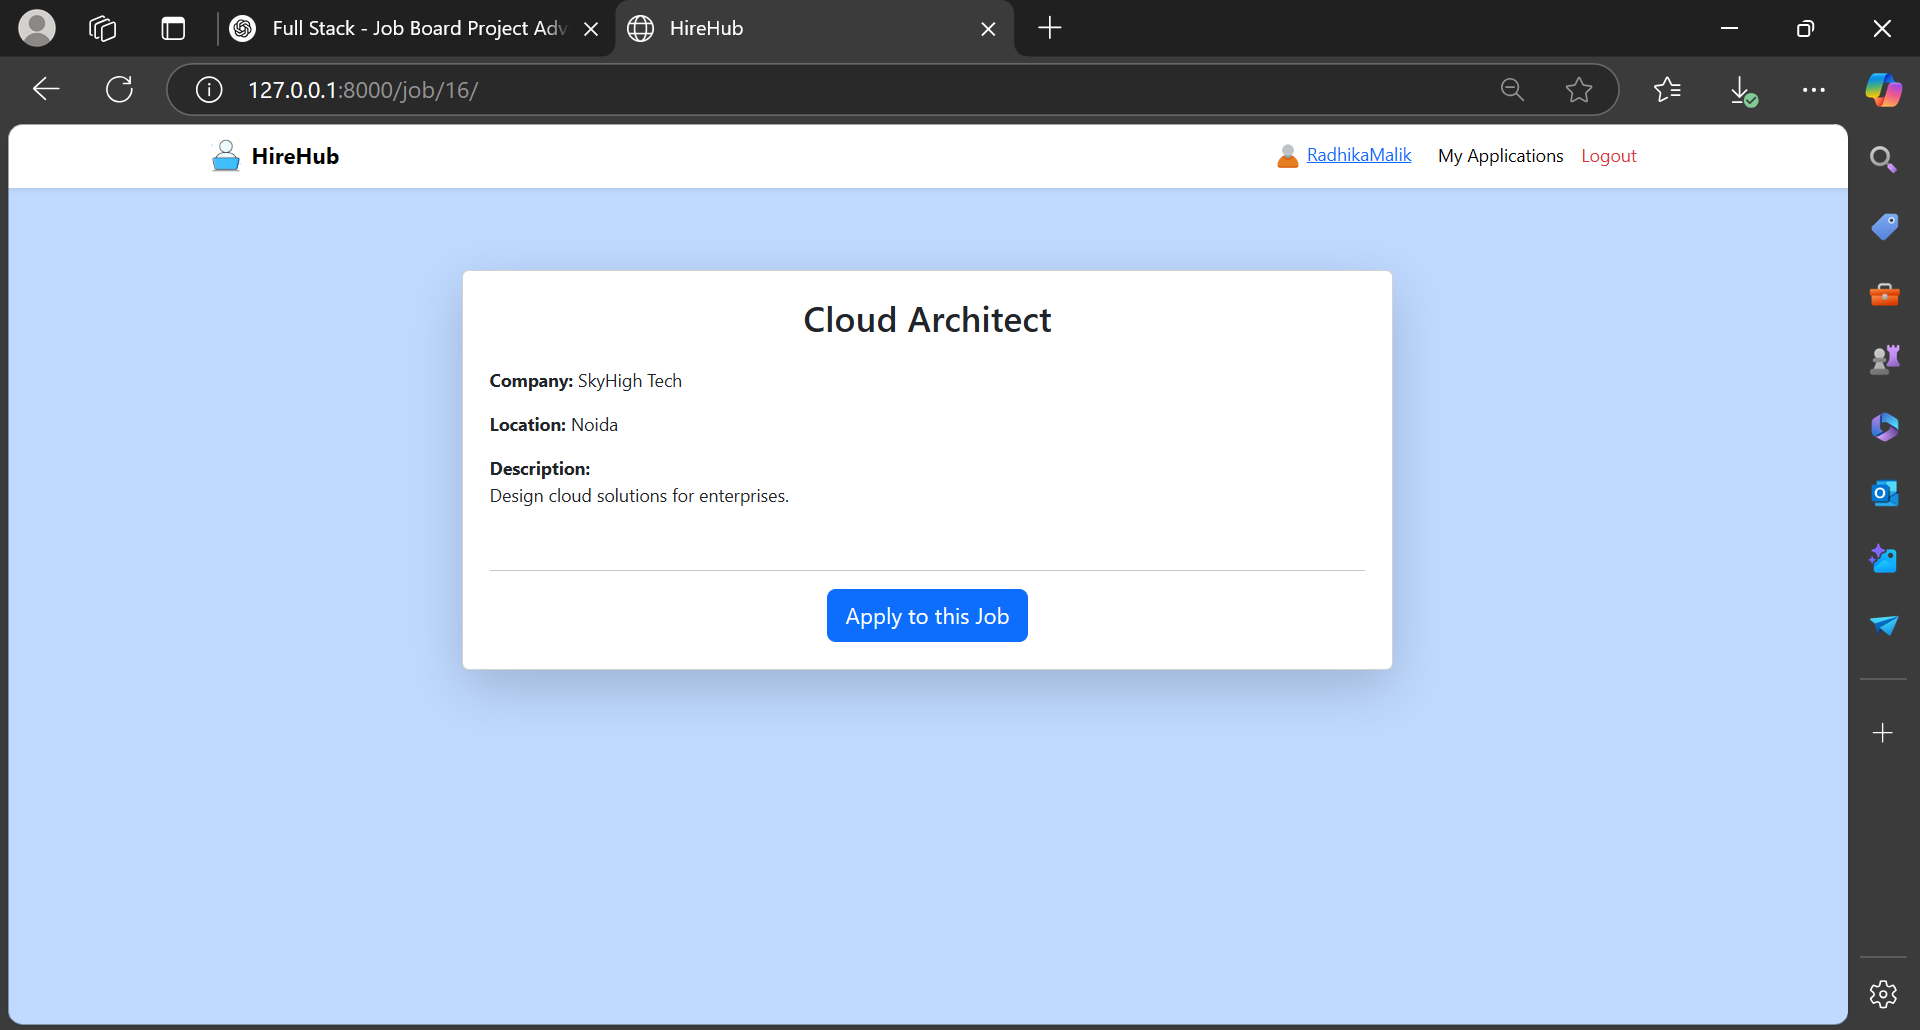 Full Stack - Job Board Project Adv
HireHub
127.0.0.1:8000/job/16/
HireHub
RadhikaMalik
My Applications
Logout
Cloud Architect
Company: SkyHigh Tech
Location: Noida
Description:
Design cloud solutions for enterprises.
Apply to this Job